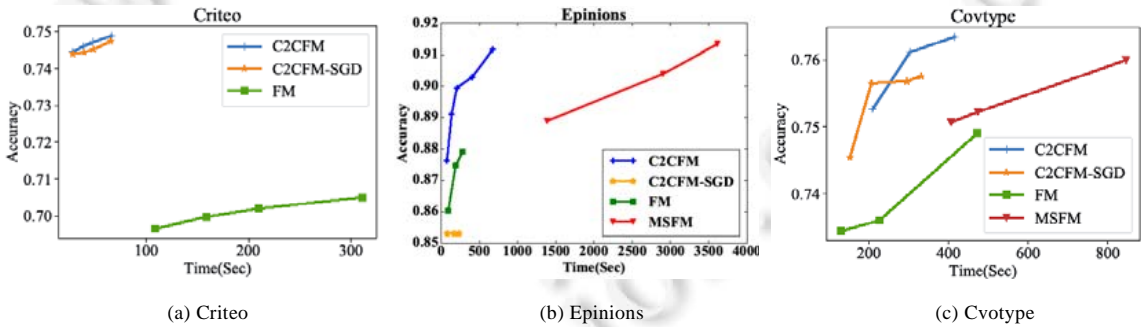 Criteo
0.75
0.74
0.73
0.72
0.71
0.70
Accuracy
C2CFM
C2CFM-SGD
FM
100
200
300
Time(Sec)
(a) Criteo
Epinions
0.92
0.91
0.90
0.89
0.88
0.87
0.86
0.85
Accuracy
C2CFM
C2CFM-SGD
FM
MSFM
0 500 1000 1500 2000 2500 3000 3500 4000
Time(Sec)
(b) Epinions
Covtype
0.76
0.75
0.74
Accuracy
C2CFM
C2CFM-SGD
FM
MSFM
200 400 600 800
Time(Sec)
(c) Cvotype